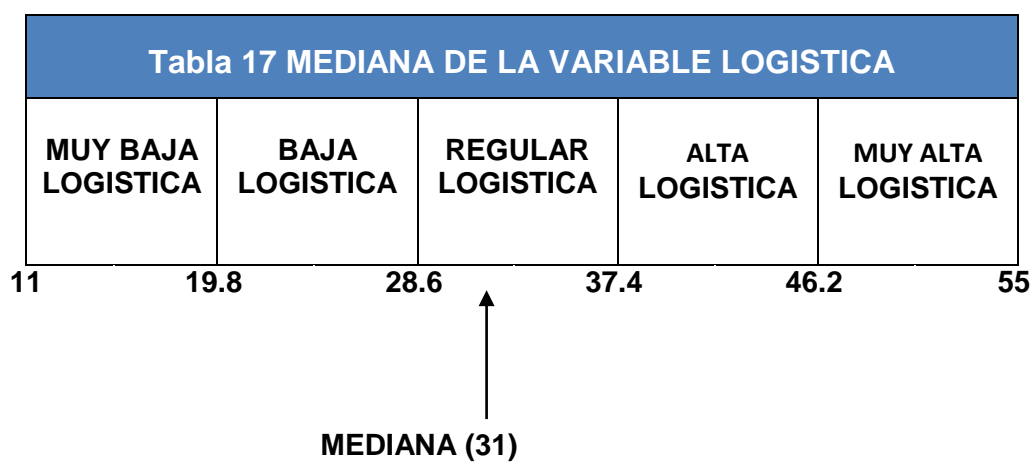 Tabla 17 MEDIANA DE LA VARIABLE LOGISTICA
MUY BAJA
LOGISTICA
BAJA
LOGISTICA
REGULAR
LOGISTICA
ALTA
LOGISTICA
MUY ALTA
LOGISTICA
11 19.8 28.6 37.4 46.2 55
MEDIANA (31)